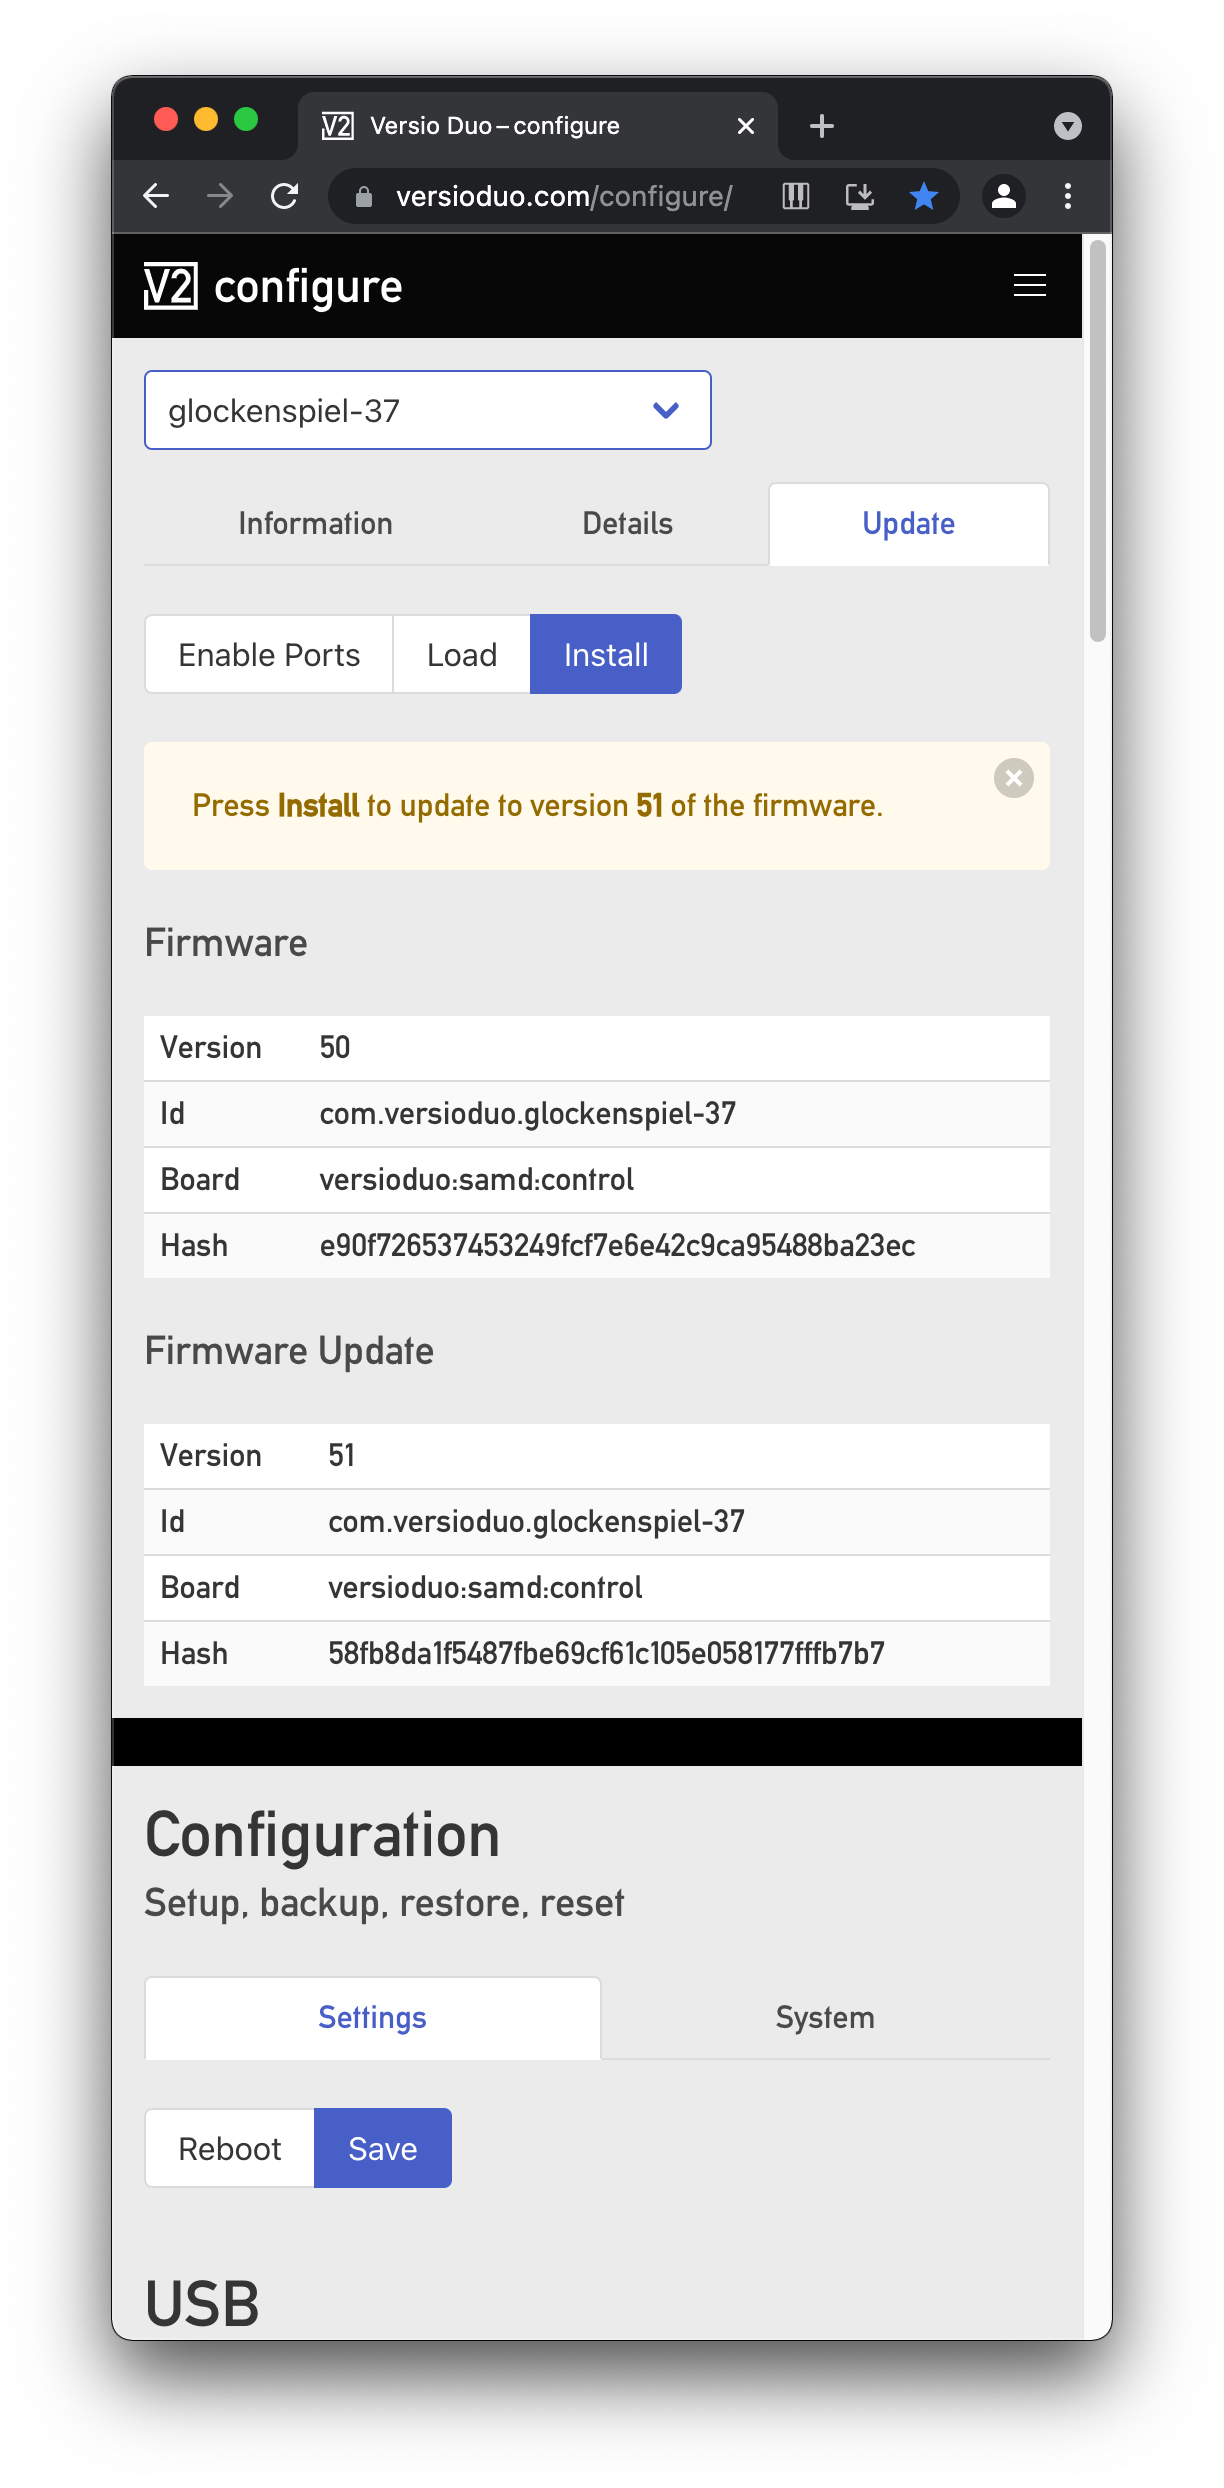 V2 Versio Duo – configure
versioduo.com/configure/
V2 configure
glockenspiel-37
Information Details Update
Enable Ports Load Install
Press Install to update to version 51 of the firmware.
Firmware
Version 50
Id com.versioduo.glockenspiel-37
Board versioduo:samd:control
Hash e90f726537453249fcf7e6e42c9ca95488ba23ec
Firmware Update
Version 51
Id com.versioduo.glockenspiel-37
Board versioduo:samd:control
Hash 58fb8da1f5487fbe69cf61c105e058177fffb7b7
Configuration
Setup, backup, restore, reset
Settings System
Reboot Save
USB